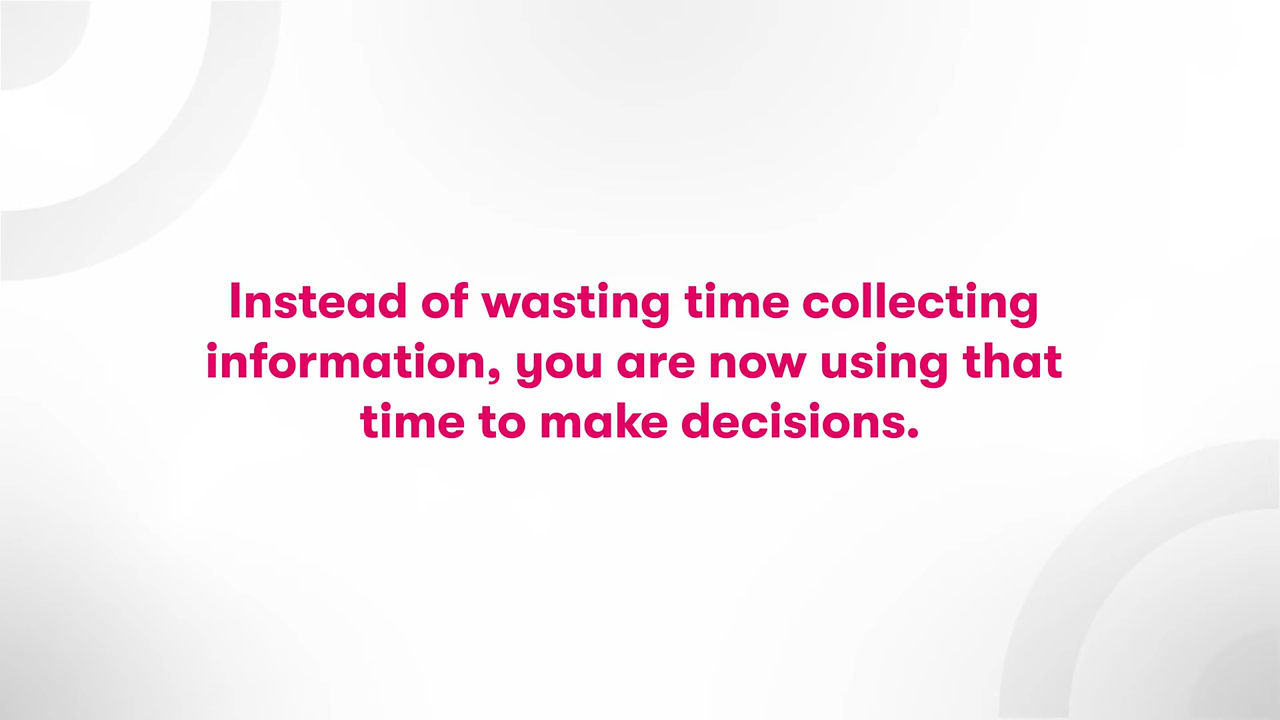 Instead of wasting time collecting
information, you are now using that
time to make decisions.